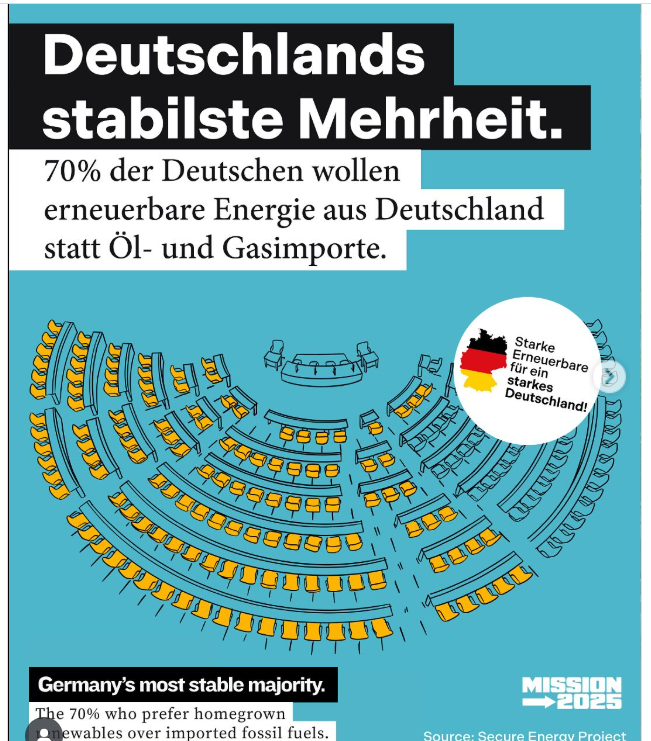 Deutschlands
stabilste Mehrheit.
70% der Deutschen wollen
erneuerbare Energie aus Deutschland
statt Öl- und Gasimporte.
Starke
Erneuerbare
für ein
starkes
Deutschland!
Germany's most stable majority.
The 70% who prefer homegrown
renewables over imported fossil fuels.
MISSION
2025
Source: Secure Energy Project